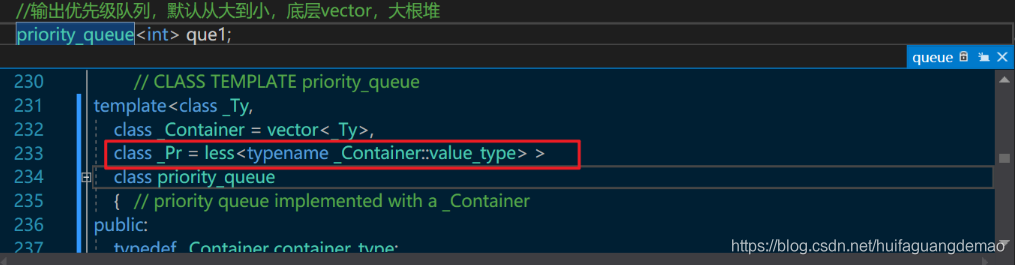 //输出优先级队列，默认从大到小，底层vector，大根堆
priority_queue<int> que1;
queue
230 // CLASS TEMPLATE priority_queue
231 template<class _Ty,
232 class _Container = vector<_Ty>,
233 class _Pr = less<typename _Container::value_type> >
234 class priority_queue
235 { // priority queue implemented with a _Container
236 public:
237 typedef _Container container_type;
https://blog.csdn.net/huifaguangdemao